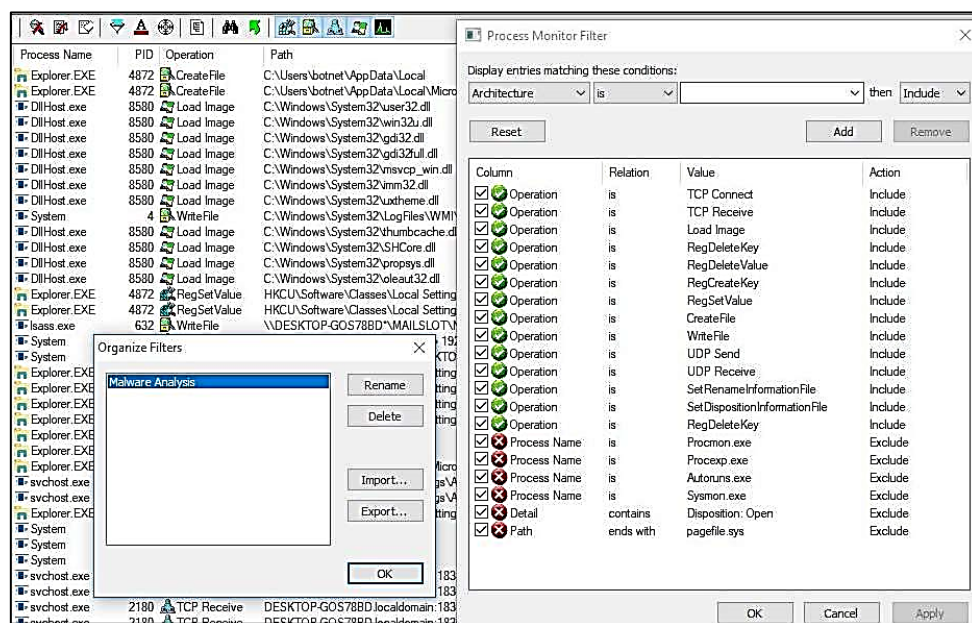 Process Name PID Operation Path
Explorer.EXE 4872 CreateFile C:\Users\botnet\AppData\Local
Explorer.EXE 4872 CreateFile C:\Users\botnet\AppData\Local\Micro
DllHost.exe 8580 Load Image C:\Windows\System32\user32.dll
DllHost.exe 8580 Load Image C:\Windows\System32\win32u.dll
DllHost.exe 8580 Load Image C:\Windows\System32\gdi32.dll
DllHost.exe 8580 Load Image C:\Windows\System32\gdi32full.dll
DllHost.exe 8580 Load Image C:\Windows\System32\msvcp_win.dll
DllHost.exe 8580 Load Image C:\Windows\System32\imm32.dll
DllHost.exe 8580 Load Image C:\Windows\System32\uxtheme.dll
System 4 WriteFile C:\Windows\System32\LogFiles\WMI\
DllHost.exe 8580 Load Image C:\Windows\System32\thumbcache.dl
DllHost.exe 8580 Load Image C:\Windows\System32\SHCore.dll
DllHost.exe 8580 Load Image C:\Windows\System32\propsys.dll
DllHost.exe 8580 Load Image C:\Windows\System32\oleaut32.dll
Explorer.EXE 4872 RegSetValue HKCU\Software\Classes\Local Setting
Explorer.EXE 4872 RegSetValue HKCU\Software\Classes\Local Setting
lsass.exe 632 WriteFile \\DESKTOP-GOS78BD*\MAILSLOT\N
System
System
Explorer.EXE
Explorer.EXE
Explorer.EXE
Explorer.EXE
Explorer.EXE
Explorer.EXE
Explorer.EXE
svchost.exe
svchost.exe
Explorer.EXE
System
System
System
svchost.exe 183
svchost.exe 183
svchost.exe 2180 TCP Receive DESKTOP-GOS78BD.localdomain:183
svchost.exe 2180 TCP Receive DESKTOP-GOS78BD.localdomain:183
Organize Filters
Malware Analysis
Rename
Delete
Import...
Export...
OK
Process Monitor Filter
Display entries matching these conditions:
Architecture is then Include
Reset Add Remove
Column Relation Value Action
Operation is TCP Connect Include
Operation is TCP Receive Include
Operation is Load Image Include
Operation is RegDeleteKey Include
Operation is RegDeleteValue Include
Operation is RegCreateKey Include
Operation is RegSetValue Include
Operation is CreateFile Include
Operation is WriteFile Include
Operation is UDP Send Include
Operation is UDP Receive Include
Operation is SetRenameInformationFile Include
Operation is SetDispositionInformationFile Include
Operation is RegDeleteKey Include
Process Name is Procmon.exe Exclude
Process Name is Procexp.exe Exclude
Process Name is Autoruns.exe Exclude
Process Name is Sysmon.exe Exclude
Detail contains Disposition: Open Exclude
Path ends with pagefile.sys Exclude
OK Cancel Apply